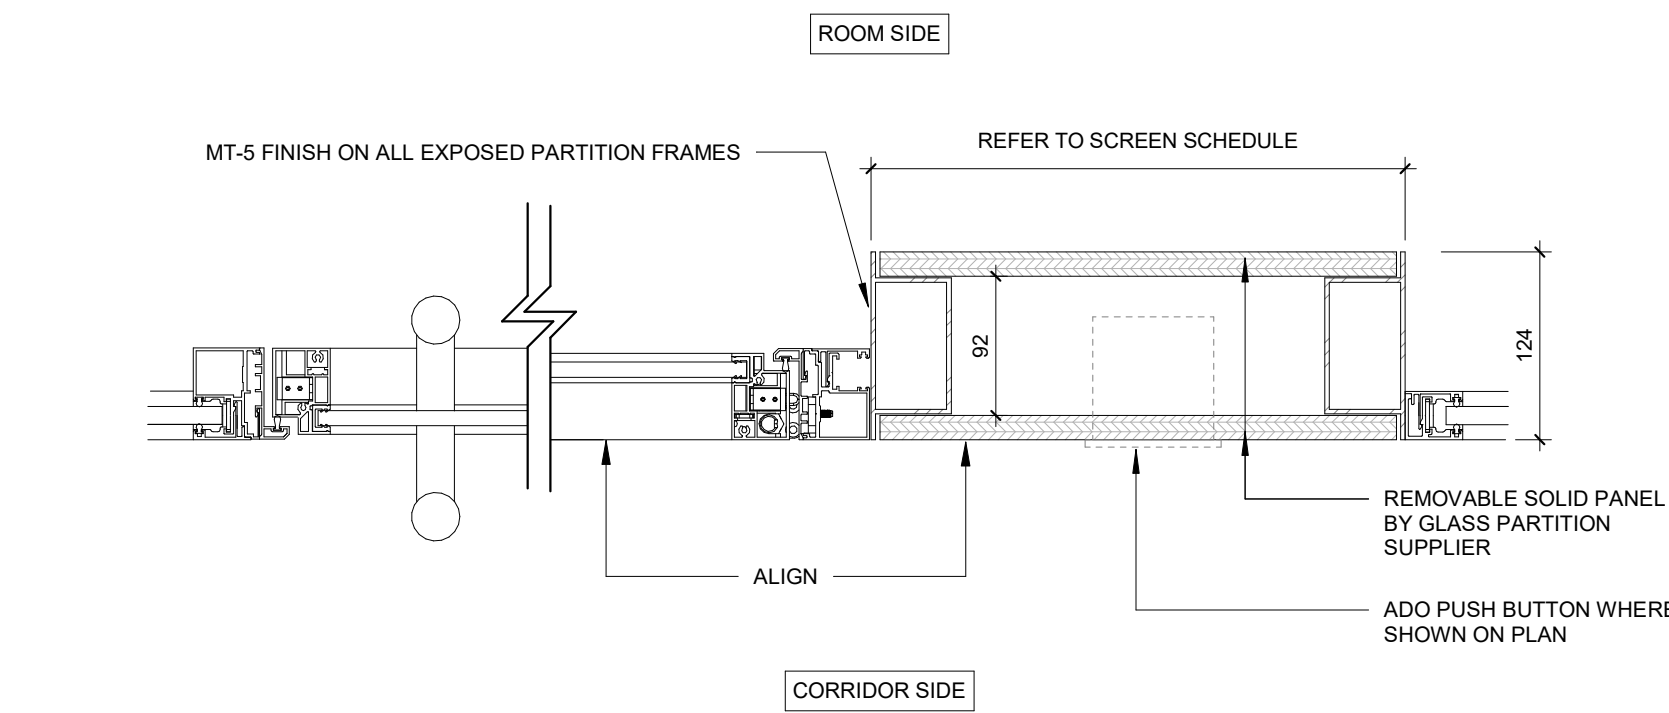 ROOM SIDE
MT-5 FINISH ON ALL EXPOSED PARTITION FRAMES
REFER TO SCREEN SCHEDULE
92
124
REMOVABLE SOLID PANEL
BY GLASS PARTITION
SUPPLIER
ALIGN
ADO PUSH BUTTON WHERE
SHOWN ON PLAN
CORRIDOR SIDE